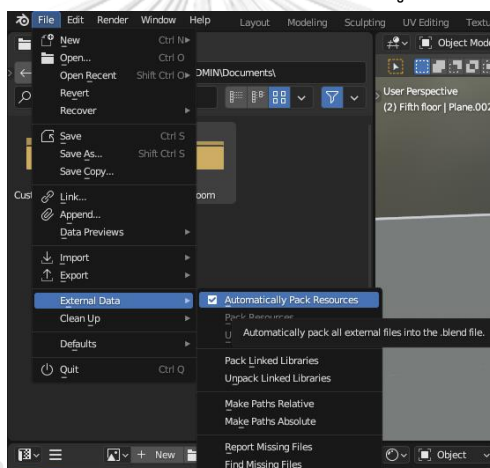 File Edit Render Window Help Layout Modeling Sculpting UV Editing Textu
New Ctrl N
Open... Ctrl O
Open Recent Shift Ctrl O
Revert
Recover
Save Ctrl S
Save As... Shift Ctrl S
Save Copy...
Link...
Append...
Data Previews
Import
Export
External Data
Clean Up
Defaults
Quit Ctrl Q
DMIN\Documents\
Cust
oom
Automatically Pack Resources
Pack Resources
U
Automatically pack all external files into the .blend file.
Pack Linked Libraries
Unpack Linked Libraries
Make Paths Relative
Make Paths Absolute
Report Missing Files
Find Missing Files
Object Mode
User Perspective
(2) Fifth floor | Plane.002
New
Object